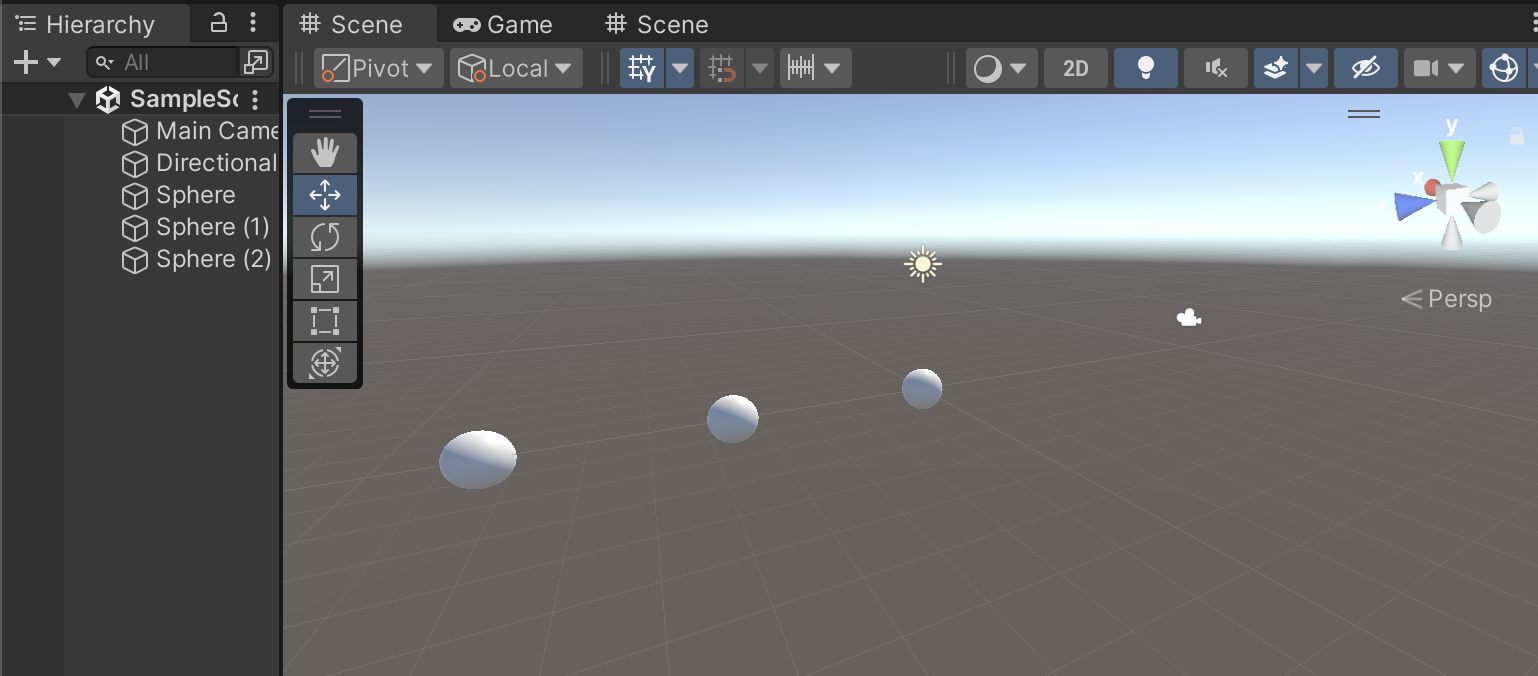 Hierarchy
Scene
Game
Scene
All
Pivot
Local
2D
SampleSc
Main Came
Directional
Sphere
Sphere (1)
Sphere (2)
y
x
z
Persp